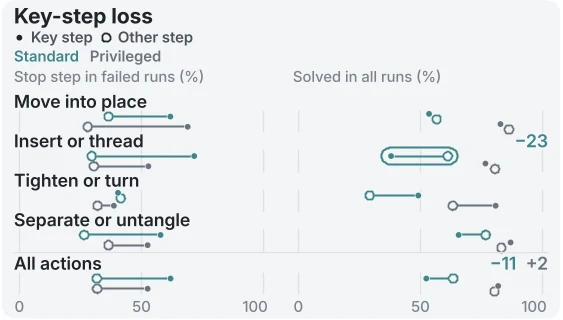 Key-step loss
Key step Other step
Standard Privileged
Stop step in failed runs (%) Solved in all runs (%)
Move into place
Insert or thread −23
Tighten or turn
Separate or untangle
All actions −11 +2
0 50 100 0 50 100